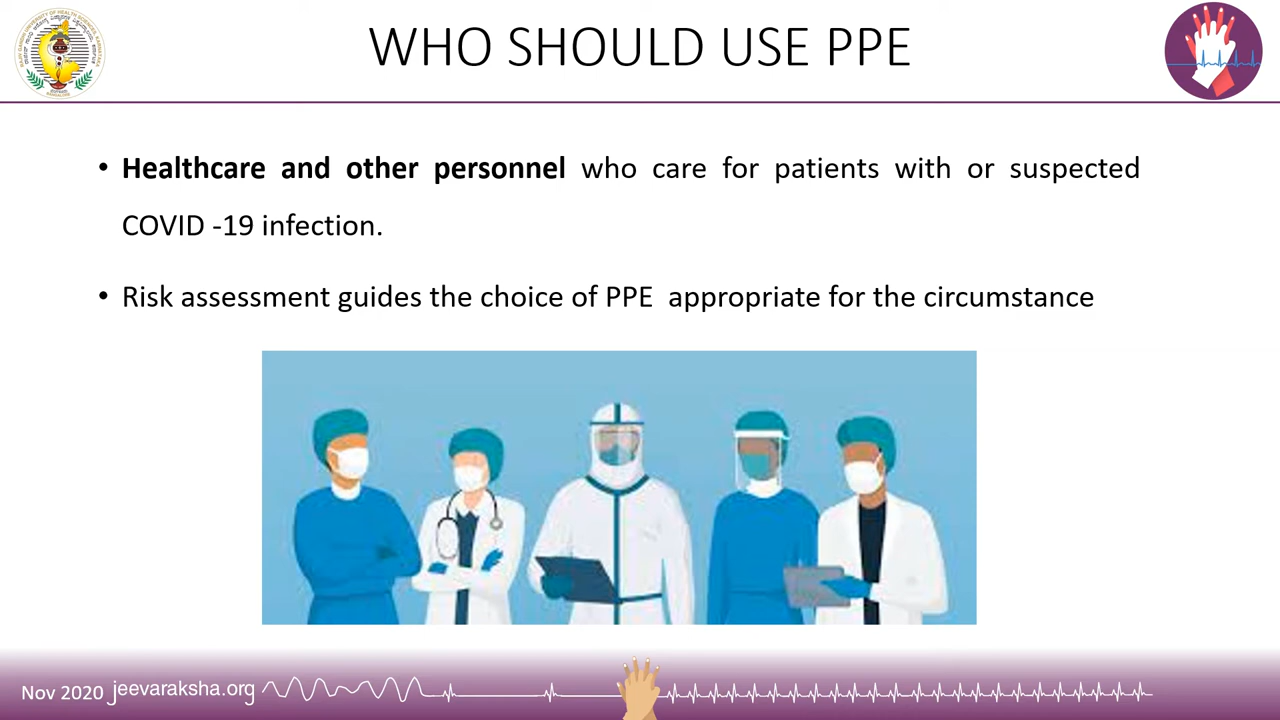 WHO SHOULD USE PPE
• Healthcare and other personnel who care for patients with or suspected
COVID -19 infection.
• Risk assessment guides the choice of PPE appropriate for the circumstance
Nov 2020 jeevaraksha.org